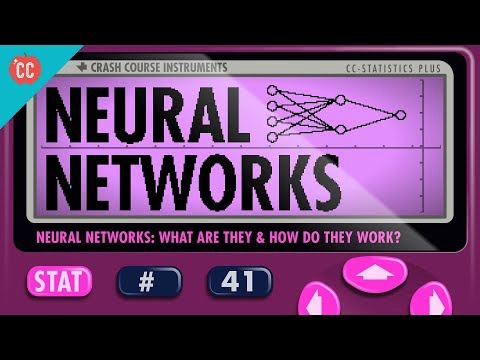 CC
CRASH COURSE INSTRUMENTS
CC-STATISTICS PLUS
NEURAL
NETWORKS
NEURAL NETWORKS: WHAT ARE THEY & HOW DO THEY WORK?
STAT
#
41